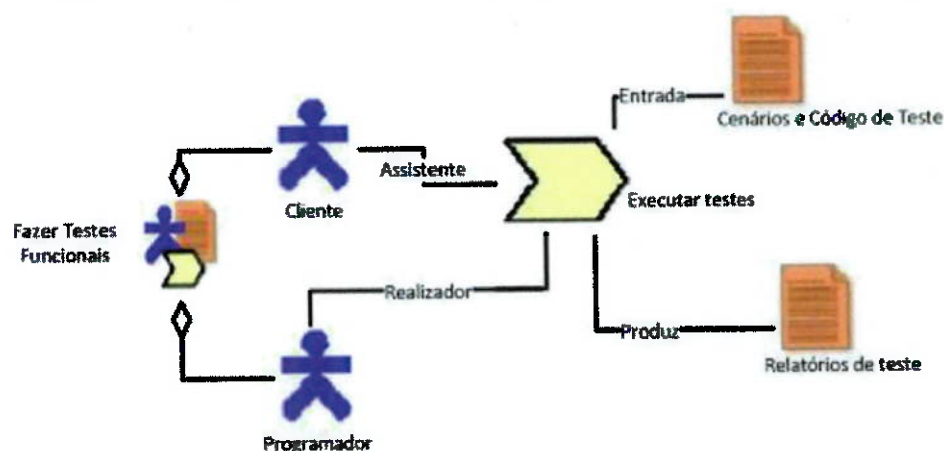 Entrada
Cenários e Código de Teste
Assistente
Cliente
Executar testes
Fazer Testes
Funcionais
Realizador
Produz
Relatórios de teste
Programador